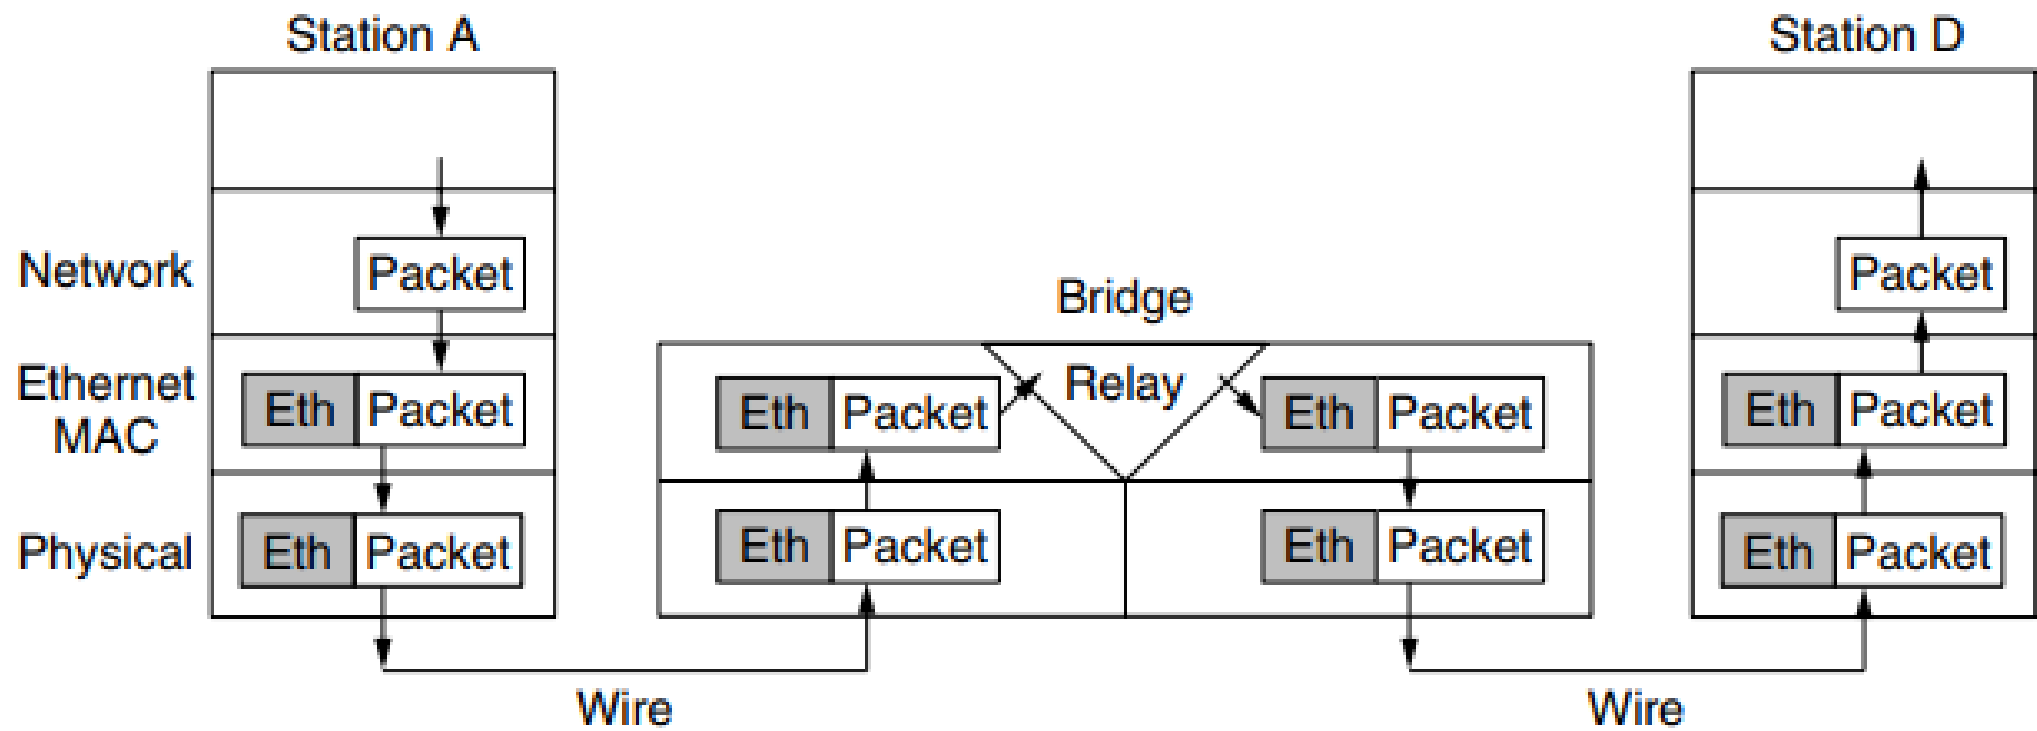 Station A
Station D
Network
Packet
Packet
Bridge
Ethernet
MAC
Eth Packet
Eth Packet
Relay
Eth Packet
Eth Packet
Physical
Eth Packet
Eth Packet
Eth Packet
Eth Packet
Wire
Wire